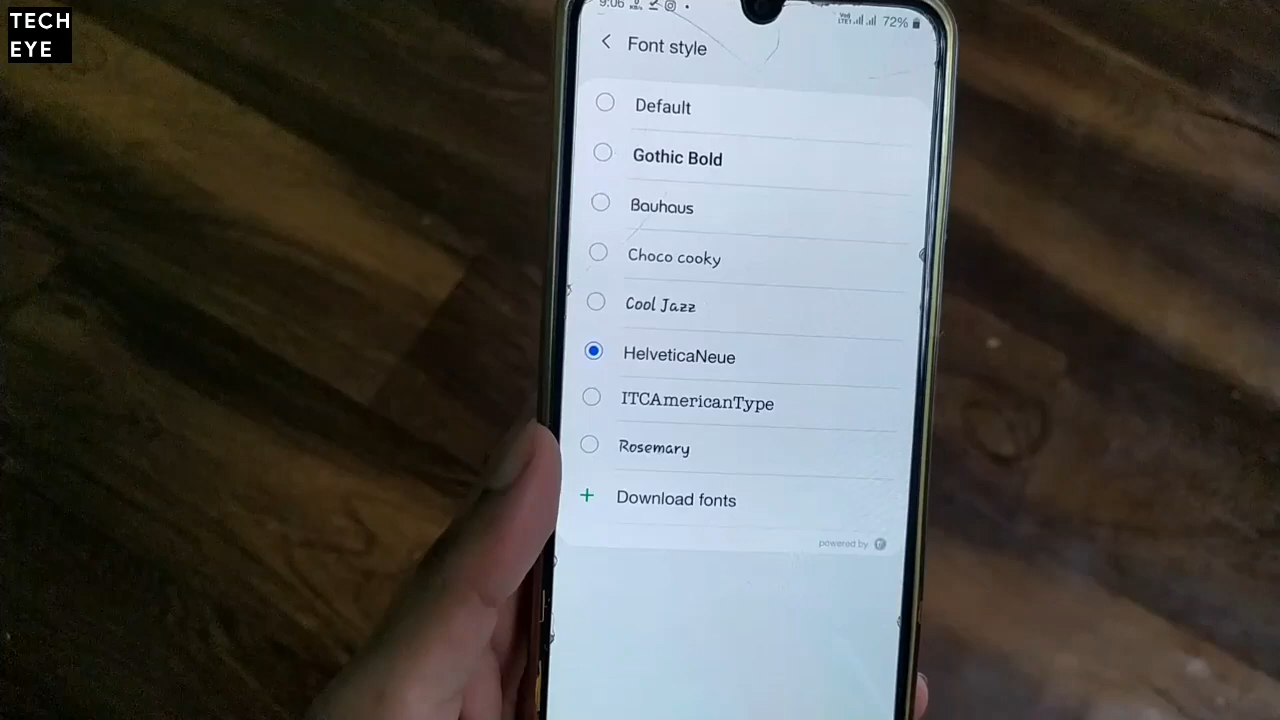 TECH
EYE
9:06 72%
Font style
Default
Gothic Bold
Bauhaus
Choco cooky
Cool Jazz
HelveticaNeue
ITCAmericanType
Rosemary
+ Download fonts
powered by